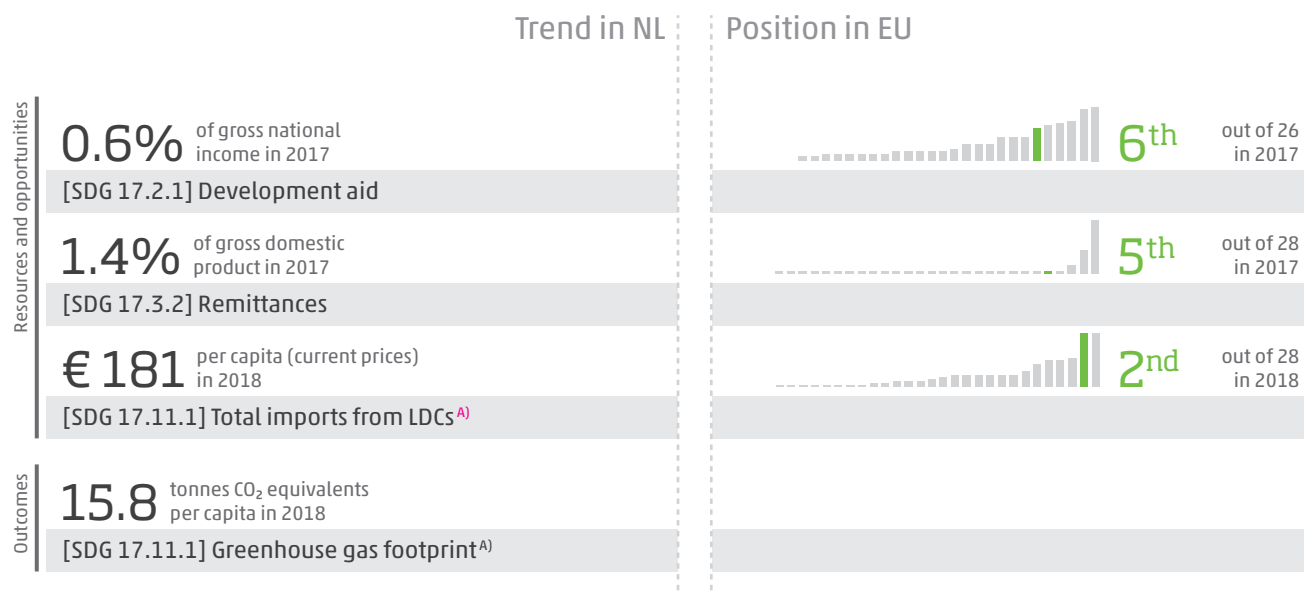 Trend in NL
Position in EU
Resources and opportunities
0.6% of gross national
income in 2017
6th out of 26
in 2017
[SDG 17.2.1] Development aid
1.4% of gross domestic
product in 2017
5th out of 28
in 2017
[SDG 17.3.2] Remittances
€ 181 per capita (current prices)
in 2018
2nd out of 28
in 2018
[SDG 17.11.1] Total imports from LDCs A)
Outcomes
15.8 tonnes CO₂ equivalents
per capita in 2018
[SDG 17.11.1] Greenhouse gas footprint A)